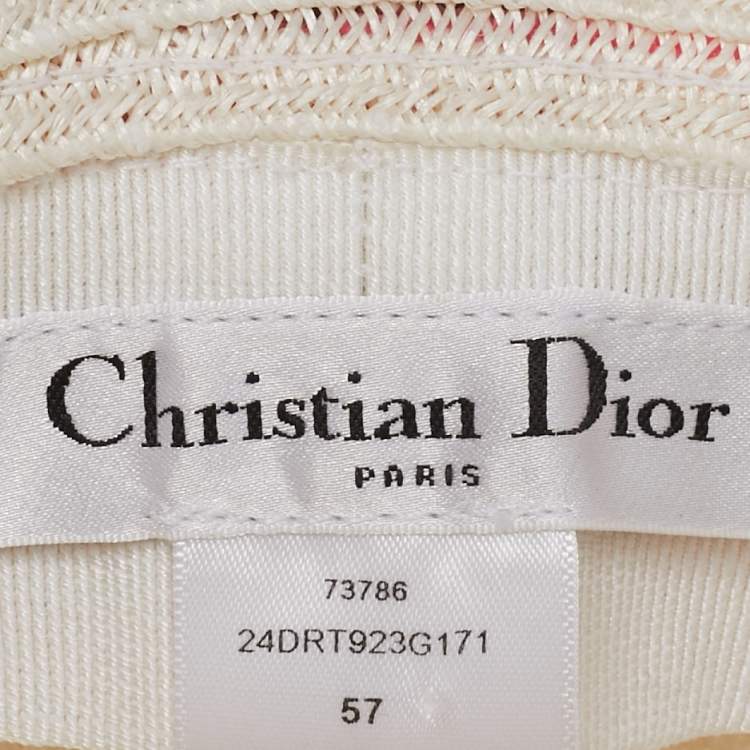 Christian Dior
PARIS
73786
24DRT923G171
57